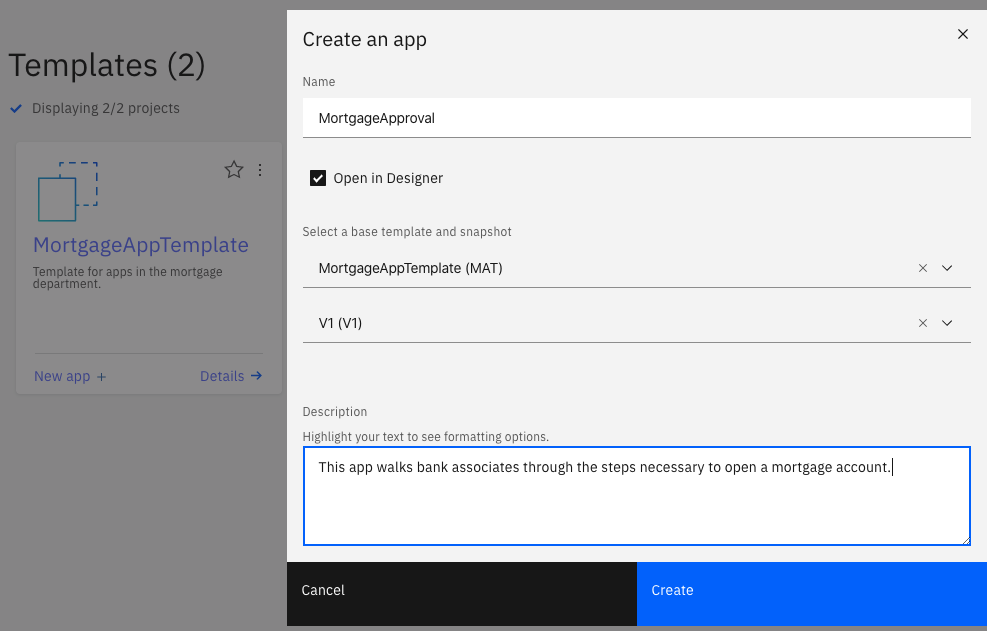 Templates (2)
Displaying 2/2 projects
MortgageAppTemplate
Template for apps in the mortgage
department.
New app +
Details
Create an app
Name
MortgageApproval
Open in Designer
Select a base template and snapshot
MortgageAppTemplate (MAT)
V1 (V1)
Description
Highlight your text to see formatting options.
This app walks bank associates through the steps necessary to open a mortgage account.
Cancel
Create